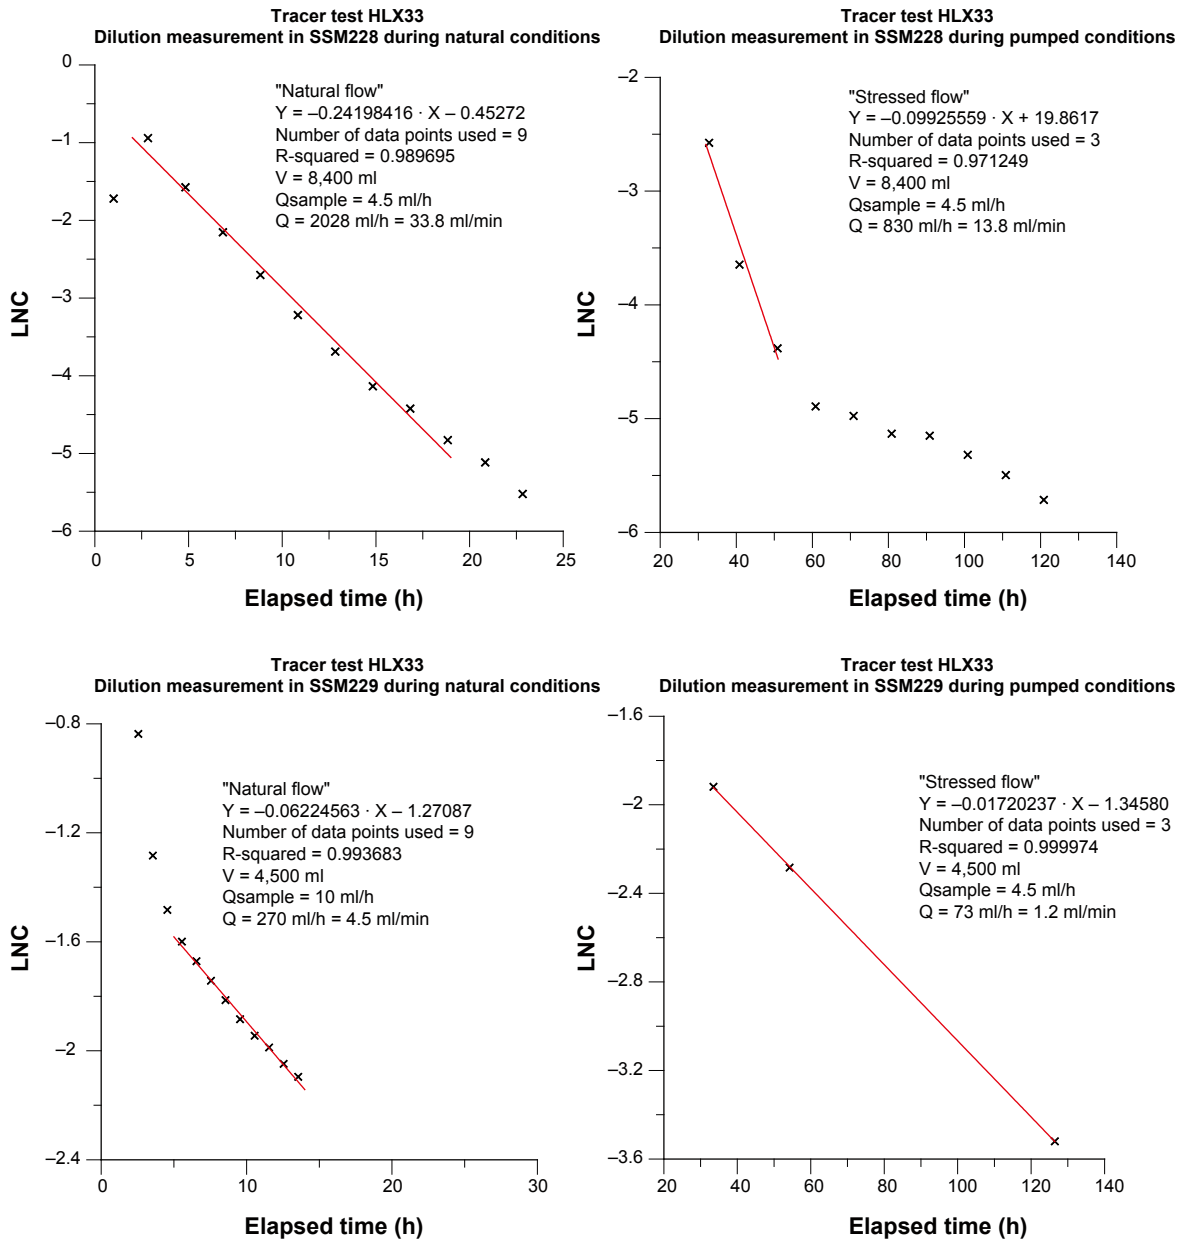 Tracer test HLX33
Dilution measurement in SSM228 during natural conditions
0
–1
–2
–3
–4
–5
–6
LNC
"Natural flow"
Y = –0.24198416 · X – 0.45272
Number of data points used = 9
R-squared = 0.989695
V = 8,400 ml
Qsample = 4.5 ml/h
Q = 2028 ml/h = 33.8 ml/min
0 5 10 15 20 25
Elapsed time (h)
Tracer test HLX33
Dilution measurement in SSM228 during pumped conditions
–2
–3
–4
–5
–6
LNC
"Stressed flow"
Y = –0.09925559 · X + 19.8617
Number of data points used = 3
R-squared = 0.971249
V = 8,400 ml
Qsample = 4.5 ml/h
Q = 830 ml/h = 13.8 ml/min
20 40 60 80 100 120 140
Elapsed time (h)
Tracer test HLX33
Dilution measurement in SSM229 during natural conditions
–0.8
–1.2
–1.6
–2
–2.4
LNC
"Natural flow"
Y = –0.06224563 · X – 1.27087
Number of data points used = 9
R-squared = 0.993683
V = 4,500 ml
Qsample = 10 ml/h
Q = 270 ml/h = 4.5 ml/min
0 10 20 30
Elapsed time (h)
Tracer test HLX33
Dilution measurement in SSM229 during pumped conditions
–1.6
–2
–2.4
–2.8
–3.2
–3.6
LNC
"Stressed flow"
Y = –0.01720237 · X – 1.34580
Number of data points used = 3
R-squared = 0.999974
V = 4,500 ml
Qsample = 4.5 ml/h
Q = 73 ml/h = 1.2 ml/min
20 40 60 80 100 120 140
Elapsed time (h)